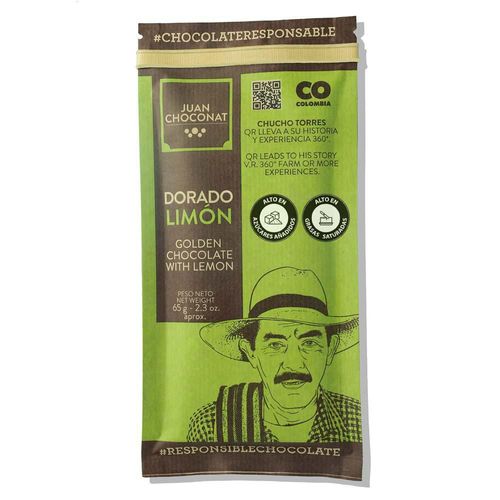 #CHOCOLATERESPONSABLE
JUAN
CHOCONAT
CO
COLOMBIA
CHUCHO TORRES
QR LLEVA A SU HISTORIA
Y EXPERIENCIA 360°.
QR LEADS TO HIS STORY
V.R. 360° FARM OR MORE
EXPERIENCES.
DORADO
LIMÓN
GOLDEN
CHOCOLATE
WITH LEMON
PESO NETO
NET WEIGHT
65 g - 2.3 oz.
aprox.
ALTO EN
AZÚCARES AÑADIDOS
ALTO EN
GRASAS SATURADAS
#RESPONSIBLECHOCOLATE